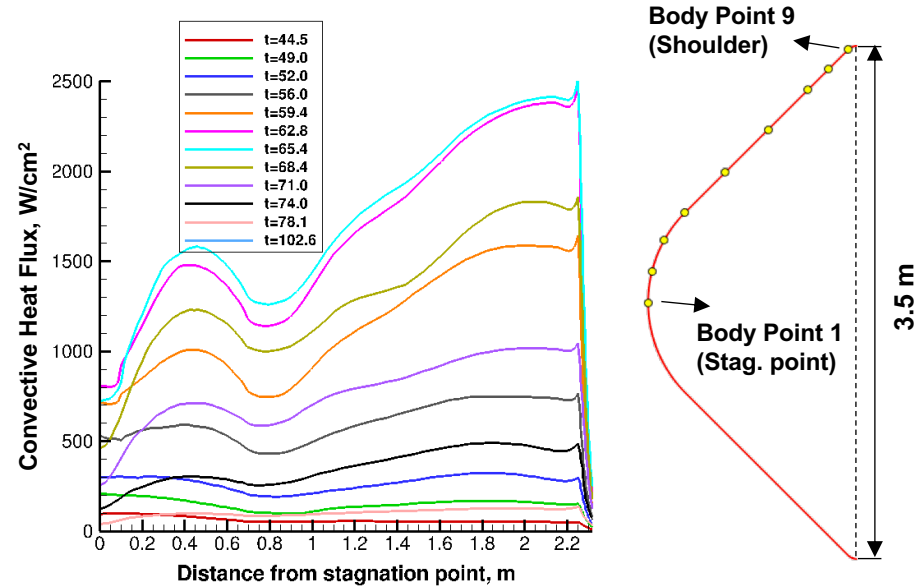 t=44.5
t=49.0
t=52.0
t=56.0
t=59.4
t=62.8
t=65.4
t=68.4
t=71.0
t=74.0
t=78.1
t=102.6
Convective Heat Flux, W/cm²
2500
2000
1500
1000
500
0
0 0.2 0.4 0.6 0.8 1 1.2 1.4 1.6 1.8 2 2.2
Distance from stagnation point, m
Body Point 9
(Shoulder)
Body Point 1
(Stag. point)
3.5 m